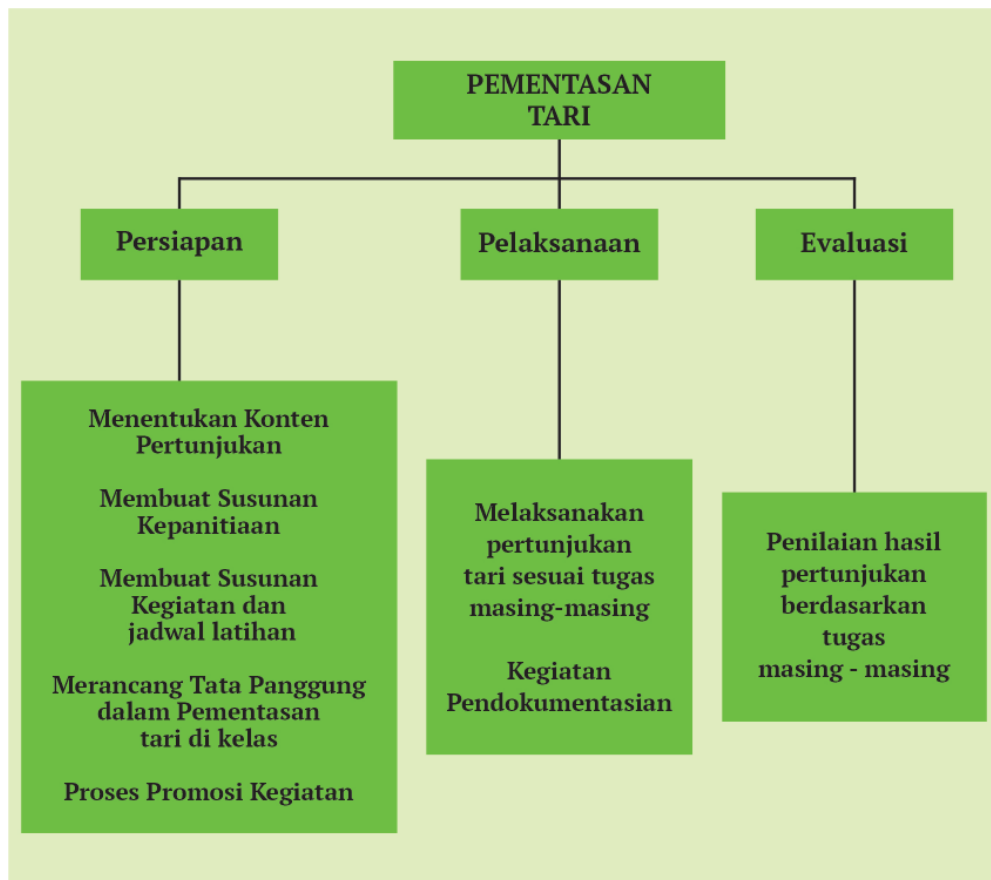 PEMENTASAN
TARI
Persiapan
Pelaksanaan
Evaluasi
Menentukan Konten
Pertunjukan
Membuat Susunan
Kepanitiaan
Membuat Susunan
Kegiatan dan
jadwal latihan
Merancang Tata Panggung
dalam Pementasan
tari di kelas
Proses Promosi Kegiatan
Melaksanakan
pertunjukan
tari sesuai tugas
masing-masing
Kegiatan
Pendokumentasian
Penilaian hasil
pertunjukan
berdasarkan
tugas
masing - masing